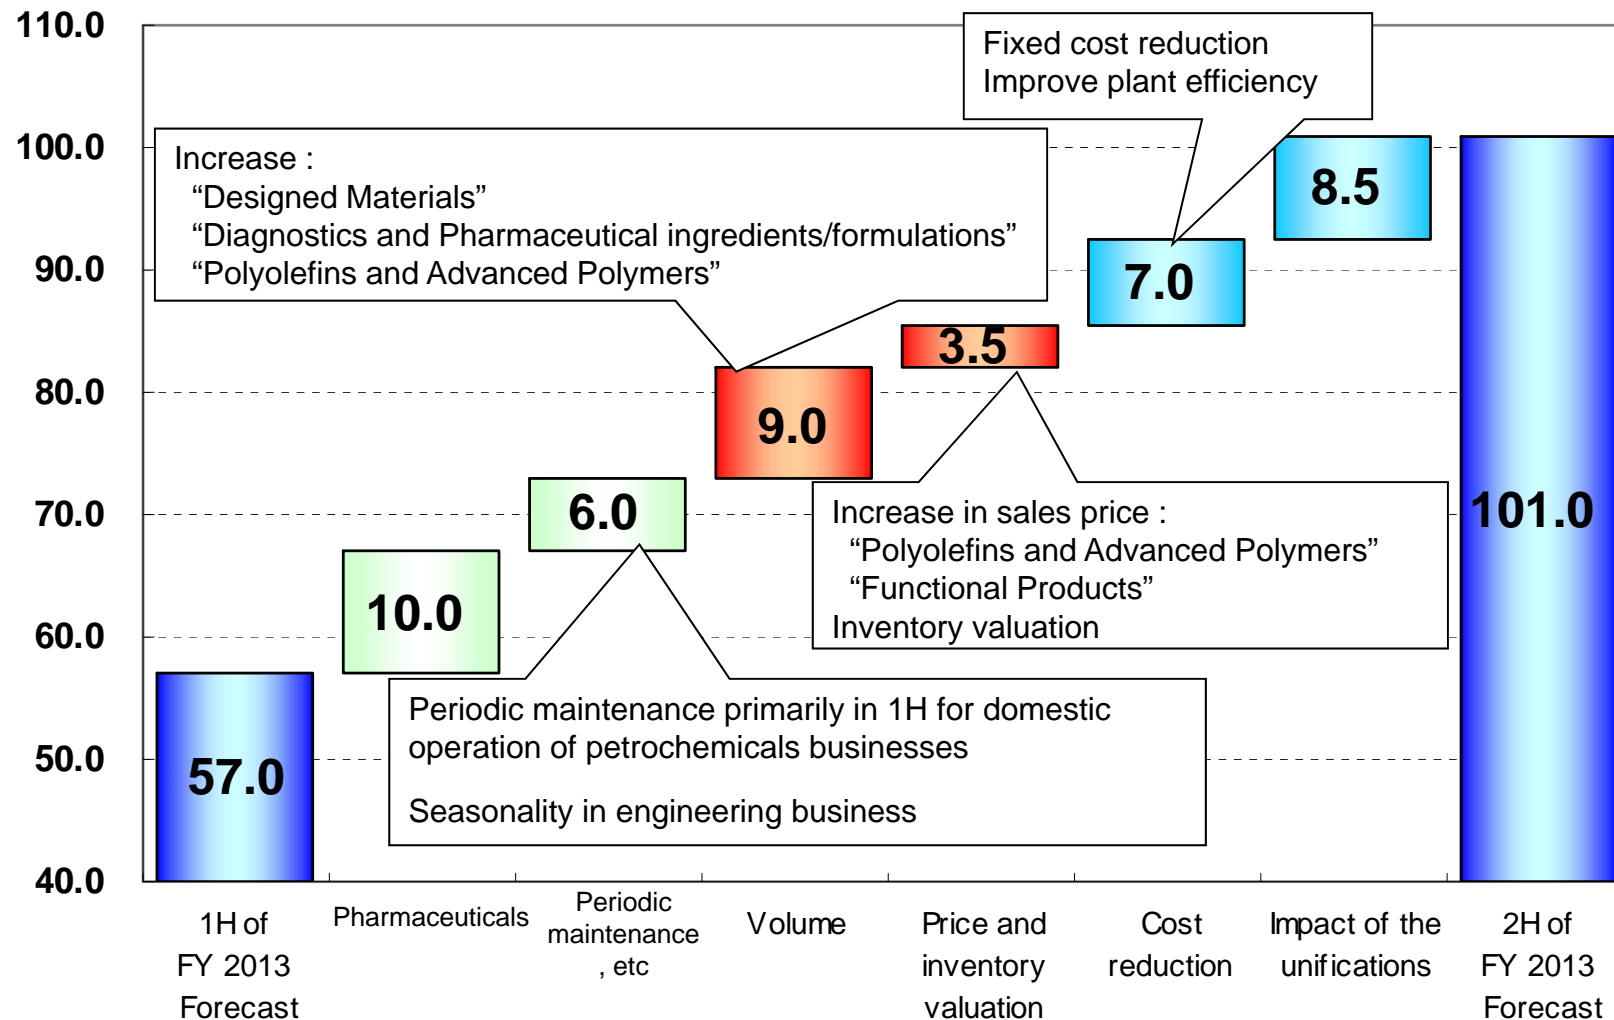 110.0
100.0
90.0
80.0
70.0
60.0
50.0
40.0
Fixed cost reduction
Improve plant efficiency
Increase :
“Designed Materials”
“Diagnostics and Pharmaceutical ingredients/formulations”
“Polyolefins and Advanced Polymers”
8.5
7.0
3.5
9.0
6.0
10.0
57.0
101.0
Increase in sales price :
“Polyolefins and Advanced Polymers”
“Functional Products”
Inventory valuation
Periodic maintenance primarily in 1H for domestic
operation of petrochemicals businesses
Seasonality in engineering business
1H of
FY 2013
Forecast
Pharmaceuticals
Periodic
maintenance
, etc
Volume
Price and
inventory
valuation
Cost
reduction
Impact of the
unifications
2H of
FY 2013
Forecast